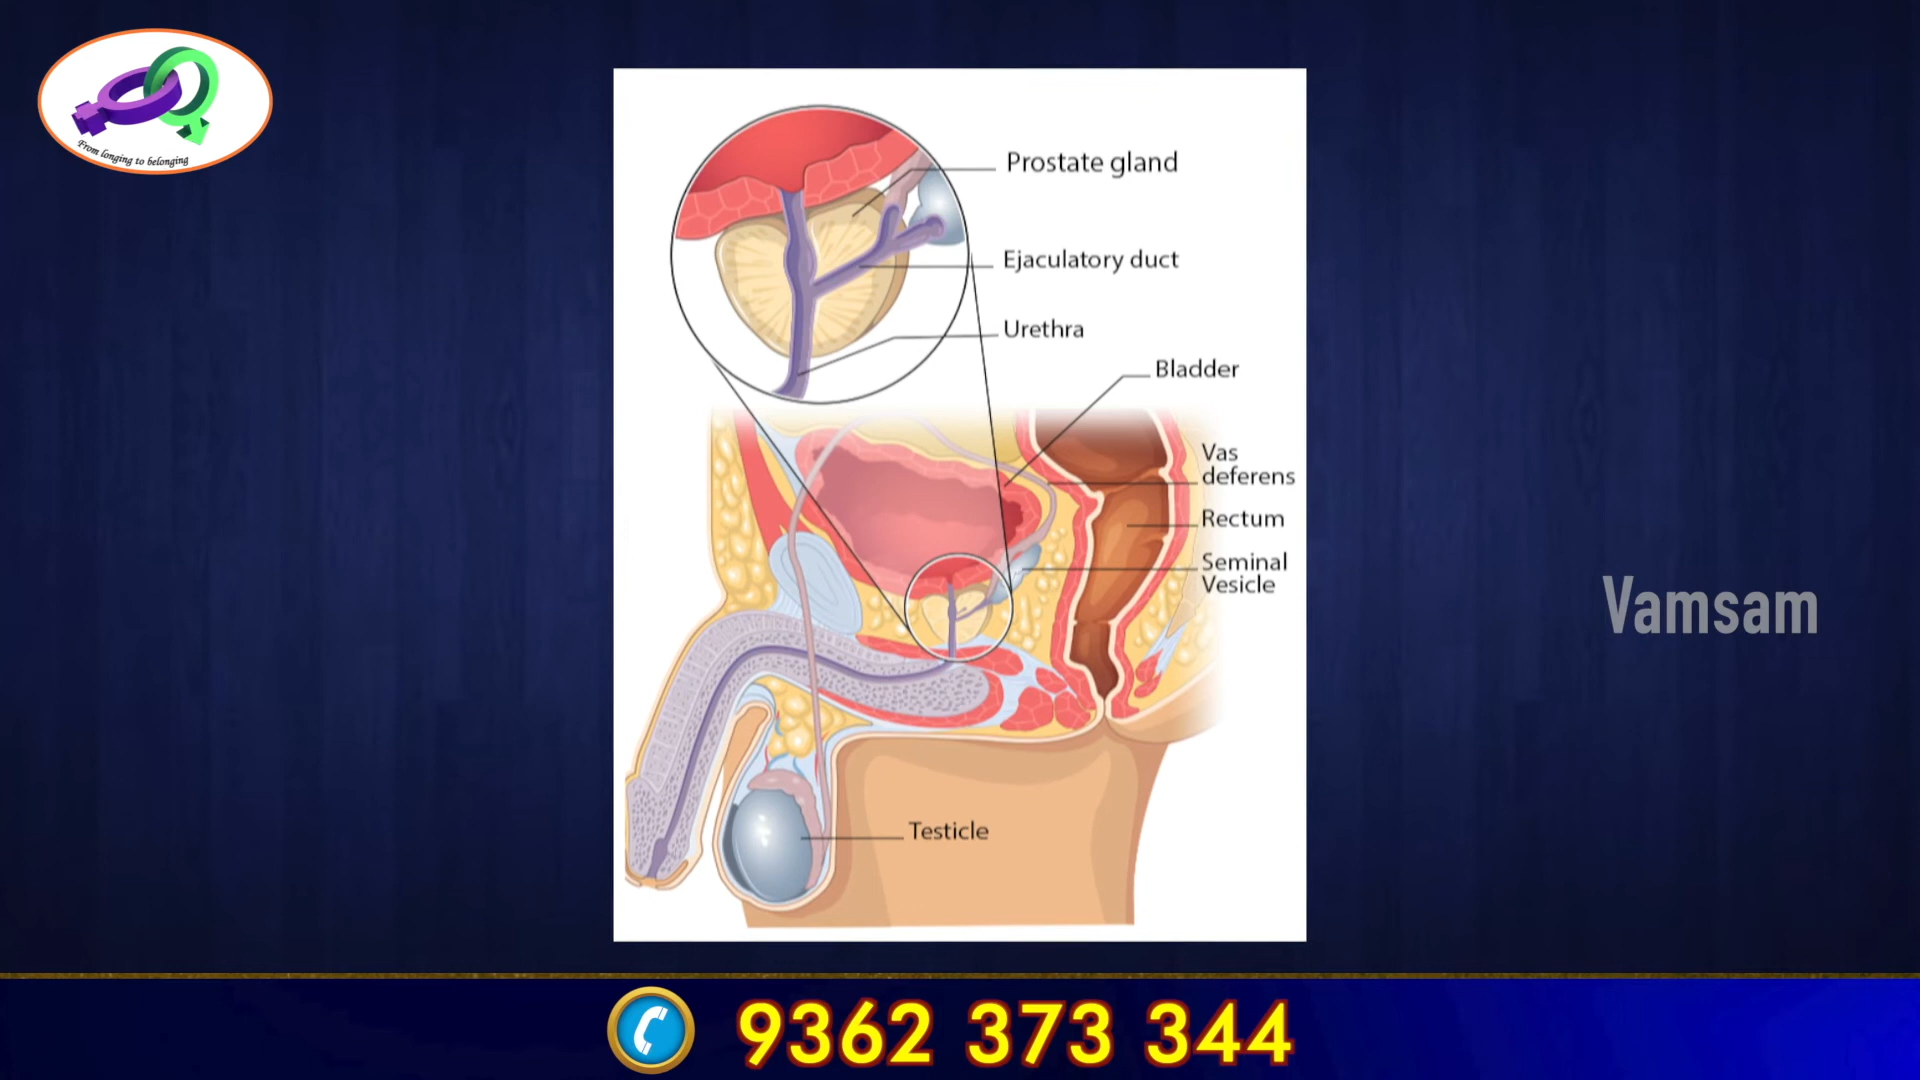 From longing to belonging
Prostate gland
Ejaculatory duct
Urethra
Bladder
Vas
deferens
Rectum
Seminal
Vesicle
Vamsam
Testicle
9362 373 344